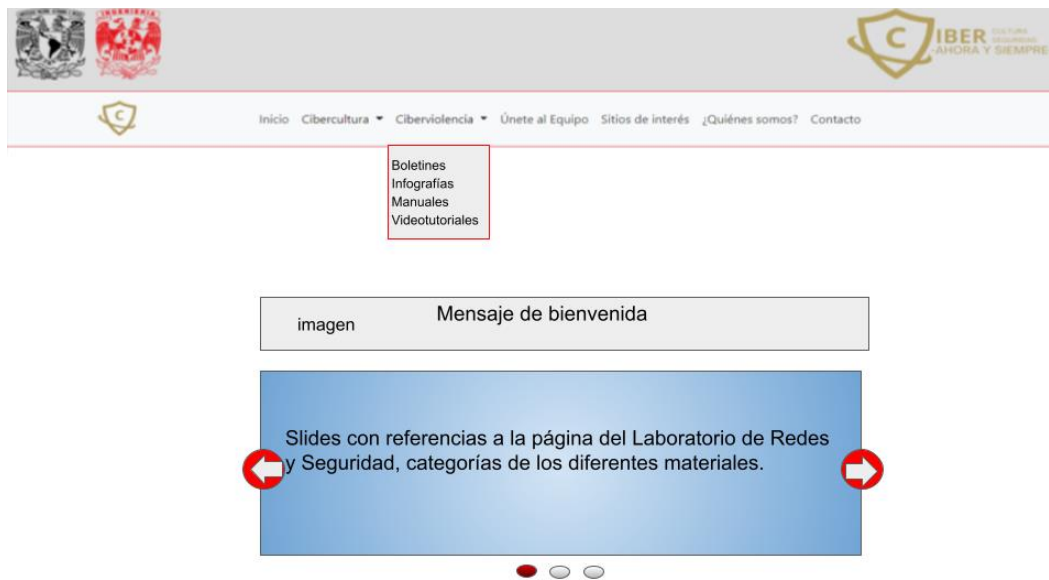 INGENIERIA
C
IBER
AHORA Y SIEMPRE
Inicio Cibercultura Ciberviolencia Únete al Equipo Sitios de interés ¿Quiénes somos? Contacto
Boletines
Infografías
Manuales
Videotutoriales
imagen
Mensaje de bienvenida
Slides con referencias a la página del Laboratorio de Redes
y Seguridad, categorías de los diferentes materiales.